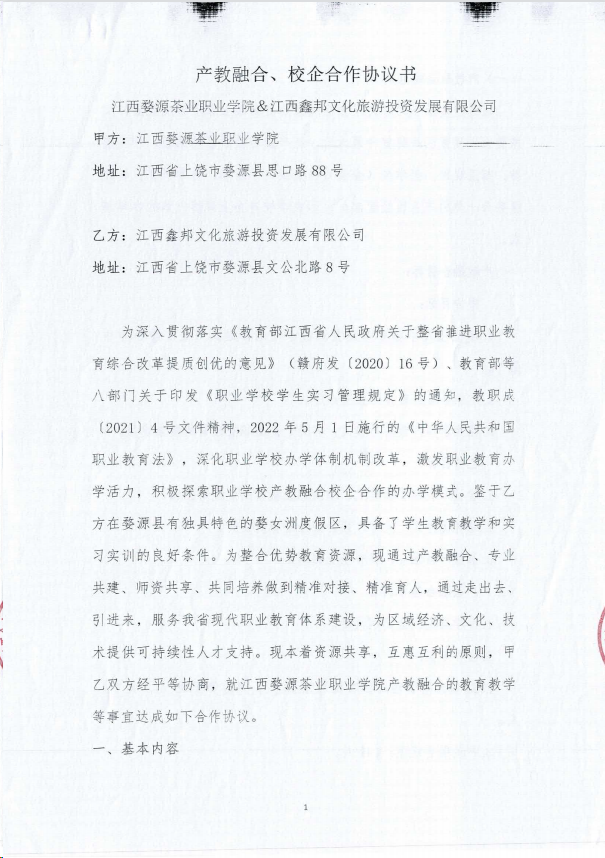 产教融合、校企合作协议书
江西婺源茶业职业学院&江西鑫邦文化旅游投资发展有限公司
甲方：江西婺源茶业职业学院
地址：江西省上饶市婺源县思口路 88 号
乙方：江西鑫邦文化旅游投资发展有限公司
地址：江西省上饶市婺源县文公北路 8 号
为深入贯彻落实《教育部江西省人民政府关于整省推进职业教
育综合改革提质创优的意见》（赣府发〔2020〕16 号）、教育部等
八部门关于印发《职业学校学生实习管理规定》的通知，教职成
〔2021〕4 号文件精神，2022 年 5 月 1 日施行的《中华人民共和国
职业教育法》，深化职业学校办学体制机制改革，激发职业教育办
学活力，积极探索职业学校产教融合校企合作的办学模式。鉴于乙
方在婺源县有独具特色的婺女洲度假区，具备了学生教育教学和实
习实训的良好条件。为整合优势教育资源，现通过产教融合、专业
共建、师资共享、共同培养做到精准对接、精准育人，通过走出去、
引进来，服务我省现代职业教育体系建设，为区域经济、文化、技
术提供可持续性人才支持。现本着资源共享，互惠互利的原则，甲
乙双方经平等协商，就江西婺源茶业职业学院产教融合的教育教学
等事宜达成如下合作协议。
一、基本内容
1